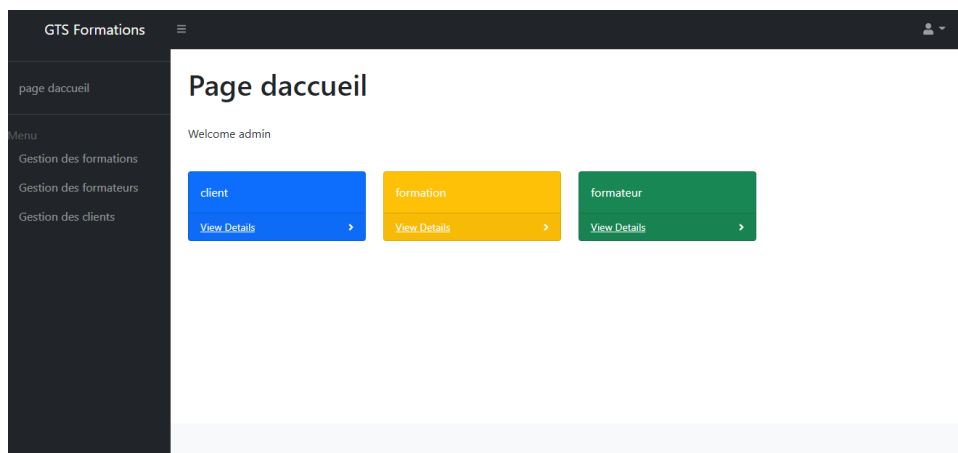 GTS Formations
page daccueil
Menu
Gestion des formations
Gestion des formateurs
Gestion des clients
Page daccueil
Welcome admin
client
View Details
formation
View Details
formateur
View Details